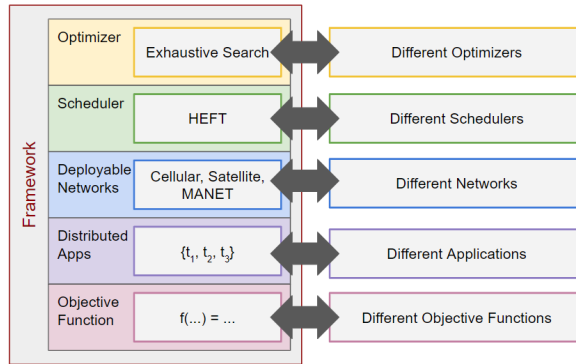 Framework
Optimizer
Exhaustive Search
Different Optimizers
Scheduler
HEFT
Different Schedulers
Deployable
Networks
Cellular, Satellite,
MANET
Different Networks
Distributed
Apps
{t₁, t₂, t₃}
Different Applications
Objective
Function
f(...) = ...
Different Objective Functions